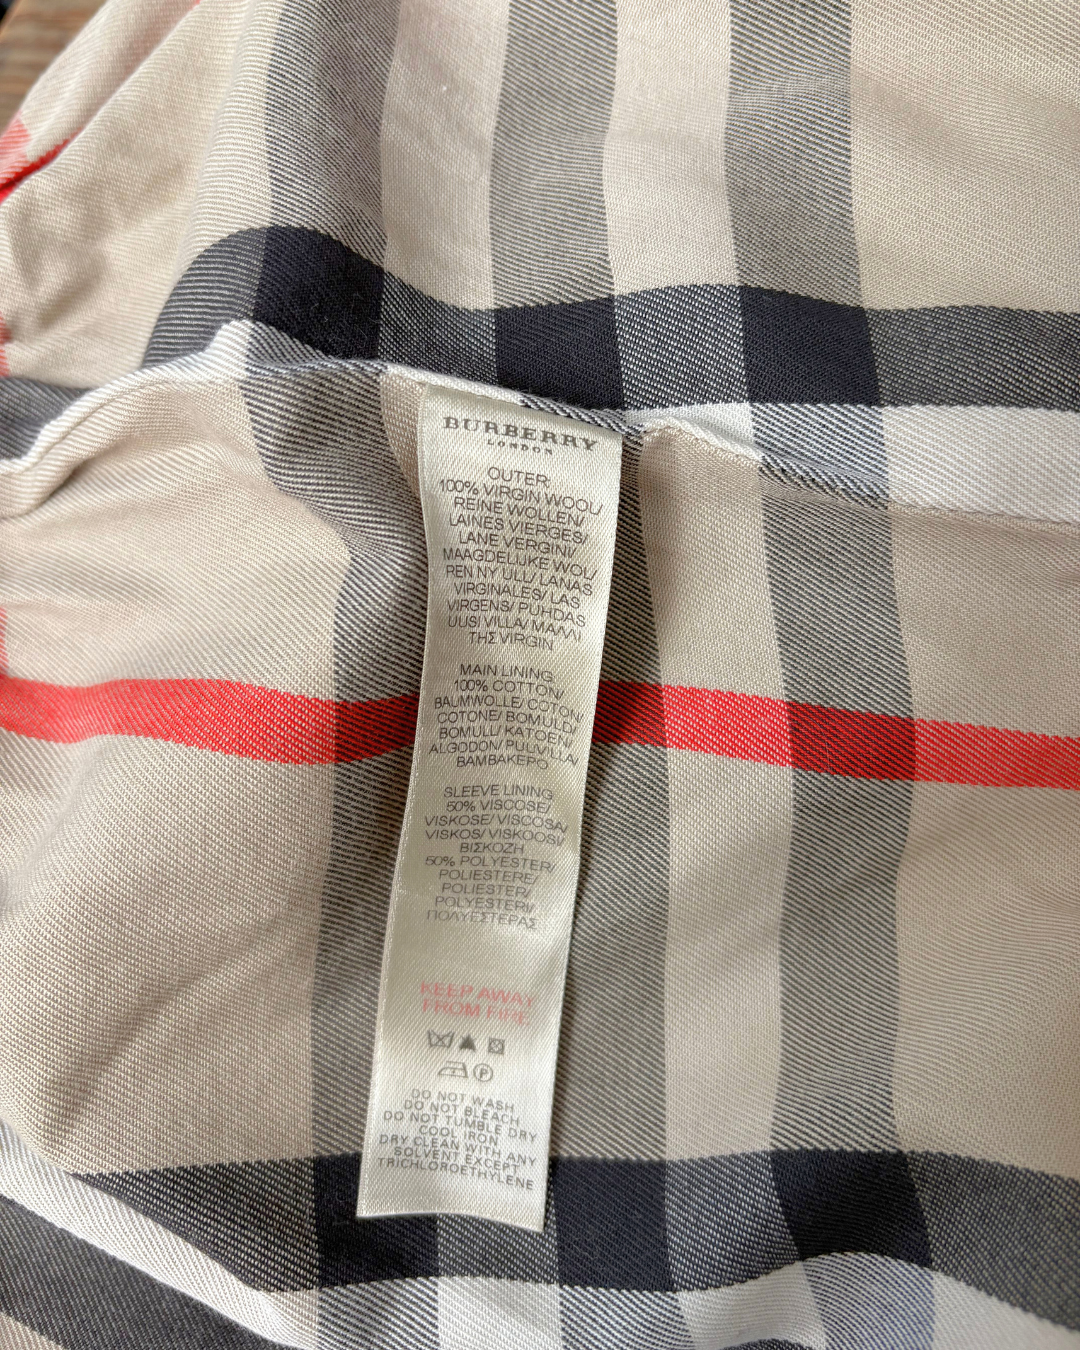 BURBERRY
LONDON
OUTER
100% VIRGIN WOOL/
REINE WOLLEN/
LAINES VIERGES/
LANE VERGINI/
MAAGDELIJKE WOL/
REN NY ULL/ LANAS
VIRGINALES/ LAS
VIRGENS/ PUHDAS
UUSI VILLA/ ΜΑΛΛΙ
ΤΗΣ VIRGIN
MAIN LINING
100% COTTON/
BAUMWOLLE/ COTON/
COTONE/ BOMULD/
BOMULL/ KATOEN/
ALGODON/ PUUVILLA/
ΒΑΜΒΑΚΕΡΟ
SLEEVE LINING
50% VISCOSE/
VISKOSE/ VISCOSA/
VISKOS/ VISKOOSI/
ΒΙΣΚΟΖΗ
50% POLYESTER/
POLIESTERE/
POLIESTER/
POLYESTERI/
ΠΟΛΥΕΣΤΕΡΑΣ
KEEP AWAY
FROM FIRE
P
DO NOT WASH
DO NOT BLEACH
DO NOT TUMBLE DRY
COOL IRON
DRY CLEAN WITH ANY
SOLVENT EXCEPT
TRICHLOROETHYLENE